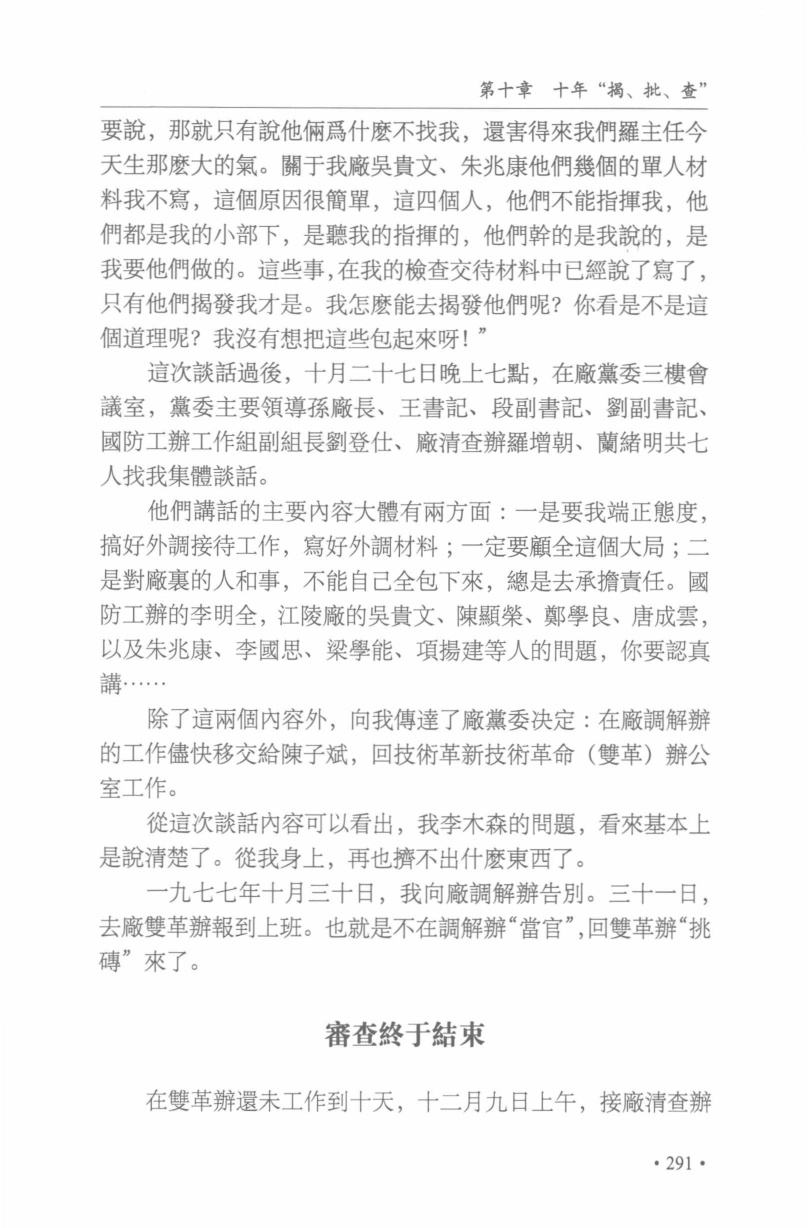 第十章　十年“揭、批、查”
要說，那就只有說他倆爲什麽不找我，還害得來我們羅主任今
天生那麽大的氣。關于我廠吳貴文、朱兆康他們幾個的單人材
料我不寫，這個原因很簡單，這四個人，他們不能指揮我，他
們都是我的小部下，是聽我的指揮的，他們幹的是我說的，是
我要他們做的。這些事，在我的檢查交待材料中已經說了寫了，
只有他們揭發我才是。我怎麽能去揭發他們呢？你看是不是這
個道理呢？我沒有想把這些包起來呀！”
這次談話過後，十月二十七日晚上七點，在廠黨委三樓會
議室，黨委主要領導孫廠長、王書記、段副書記、劉副書記、
國防工辦工作組副組長劉登仕、廠清查辦羅增朝、蘭緒明共七
人找我集體談話。
他們講話的主要內容大體有兩方面：一是要我端正態度，
搞好外調接待工作，寫好外調材料；一定要顧全這個大局；二
是對廠裏的人和事，不能自己全包下來，總是去承擔責任。國
防工辦的李明全，江陵廠的吳貴文、陳顯榮、鄭學良、唐成雲，
以及朱兆康、李國思、梁學能、項揚建等人的問題，你要認真
講……
除了這兩個內容外，向我傳達了廠黨委決定：在廠調解辦
的工作儘快移交給陳子斌，回技術革新技術革命（雙革）辦公
室工作。
從這次談話內容可以看出，我李木森的問題，看來基本上
是說清楚了。從我身上，再也擠不出什麽東西了。
一九七七年十月三十日，我向廠調解辦告別。三十一日，
去廠雙革辦報到上班。也就是不在調解辦“當官”，回雙革辦“挑
磚”來了。
審查終于結束
在雙革辦還未工作到十天，十二月九日上午，接廠清查辦
• 291 •